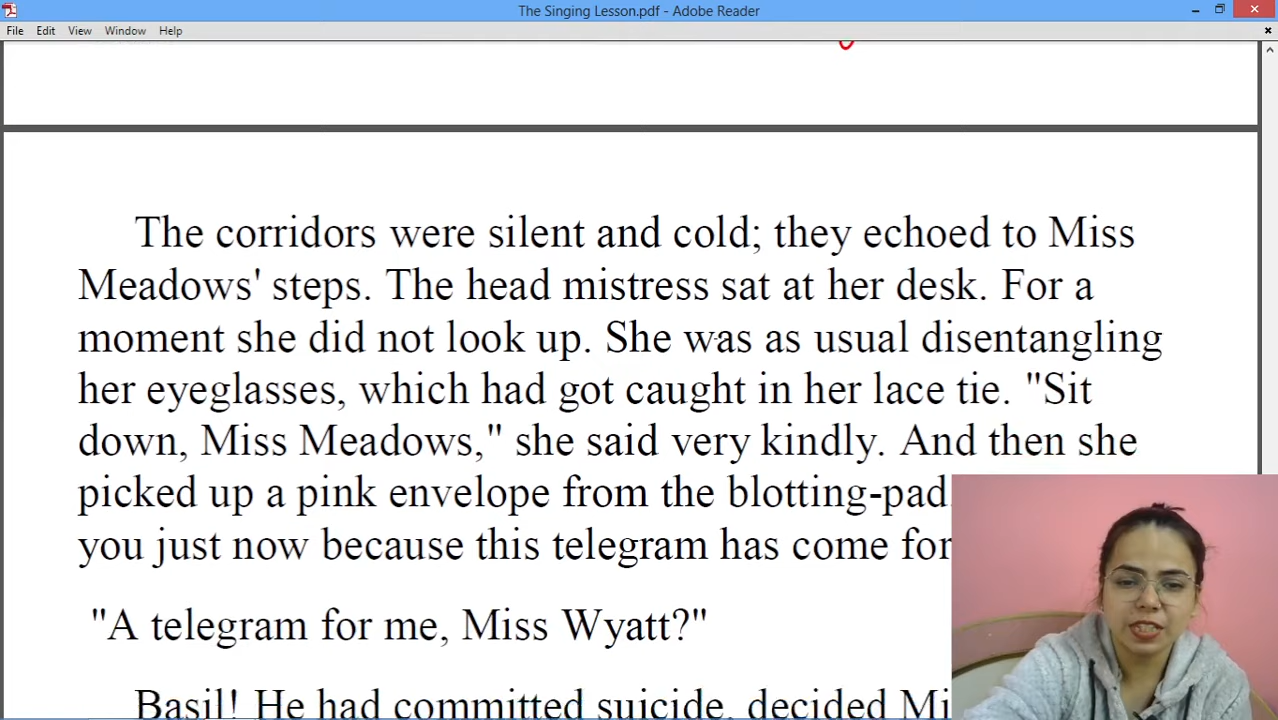 The Singing Lesson.pdf - Adobe Reader
File Edit View Window Help
The corridors were silent and cold; they echoed to Miss
Meadows' steps. The head mistress sat at her desk. For a
moment she did not look up. She was as usual disentangling
her eyeglasses, which had got caught in her lace tie. "Sit
down, Miss Meadows," she said very kindly. And then she
picked up a pink envelope from the blotting-pad
you just now because this telegram has come for
"A telegram for me, Miss Wyatt?"
Basil! He had committed suicide, decided Mi